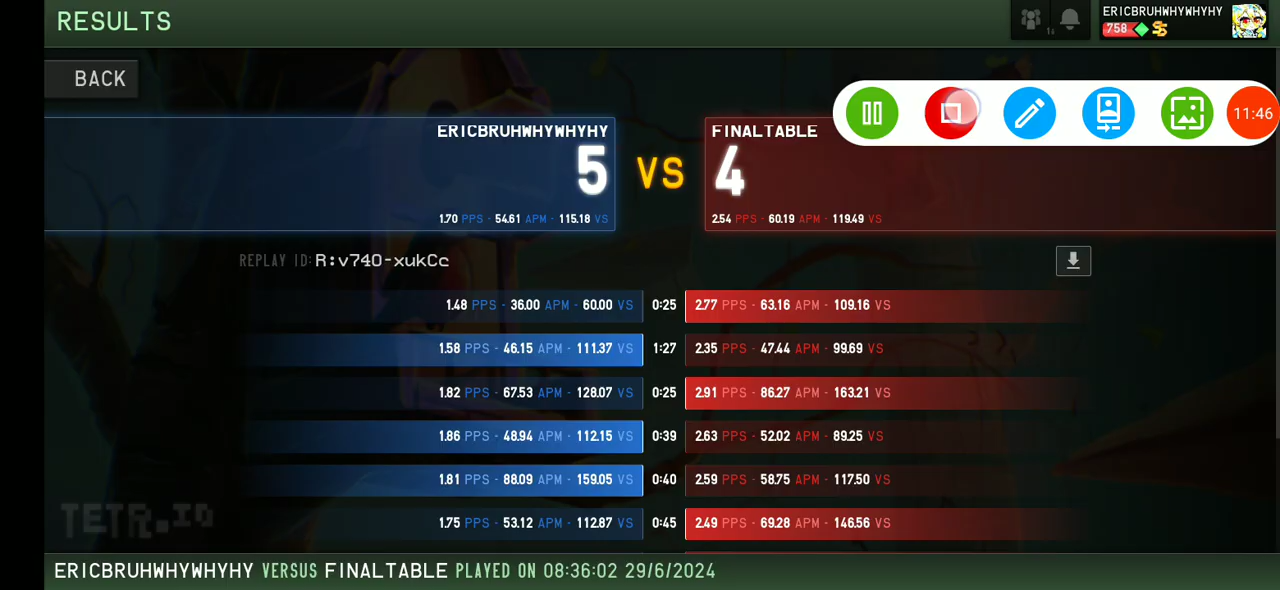 RESULTS
ERICBRUHWHYWHYHY
758
BACK
11:46
ERICBRUHWHYWHYHY
5
1.70 PPS - 54.61 APM - 115.18 VS
VS
FINALTABLE
4
2.54 PPS - 60.19 APM - 119.49 VS
REPLAY ID: R:v740-xukCc
1.48 PPS - 36.00 APM - 60.00 VS 0:25 2.77 PPS - 63.16 APM - 109.16 VS
1.58 PPS - 46.15 APM - 111.37 VS 1:27 2.35 PPS - 47.44 APM - 99.69 VS
1.82 PPS - 67.53 APM - 128.07 VS 0:25 2.91 PPS - 86.27 APM - 163.21 VS
1.86 PPS - 48.94 APM - 112.15 VS 0:39 2.63 PPS - 52.02 APM - 89.25 VS
1.81 PPS - 88.09 APM - 159.05 VS 0:40 2.59 PPS - 58.75 APM - 117.50 VS
1.75 PPS - 53.12 APM - 112.87 VS 0:45 2.49 PPS - 69.28 APM - 146.56 VS
TETR.IO
ERICBRUHWHYWHYHY VERSUS FINALTABLE PLAYED ON 08:36:02 29/6/2024